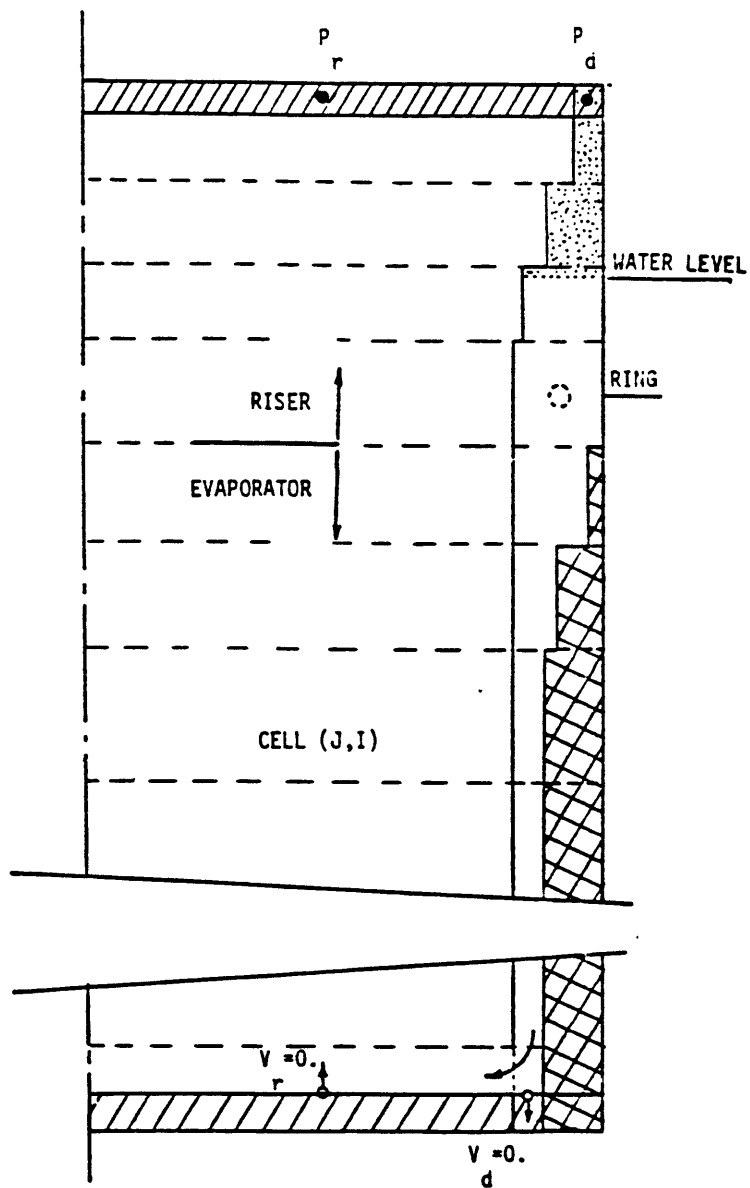 P P
r d
WATER LEVEL
RING
RISER
EVAPORATOR
CELL (J,I)
V =0.
r
V =0.
d